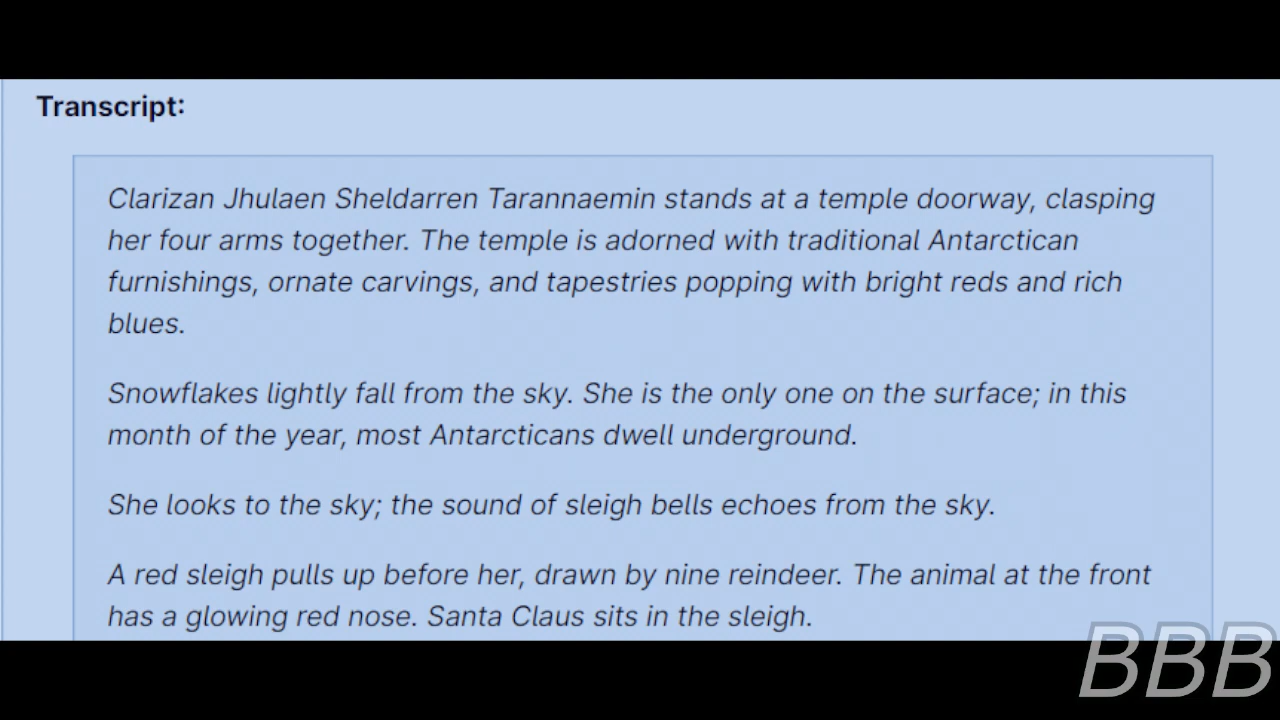 Transcript:
Clarizan Jhulaen Sheldarren Tarannaemin stands at a temple doorway, clasping
her four arms together. The temple is adorned with traditional Antarctican
furnishings, ornate carvings, and tapestries popping with bright reds and rich
blues.
Snowflakes lightly fall from the sky. She is the only one on the surface; in this
month of the year, most Antarcticans dwell underground.
She looks to the sky; the sound of sleigh bells echoes from the sky.
A red sleigh pulls up before her, drawn by nine reindeer. The animal at the front
has a glowing red nose. Santa Claus sits in the sleigh.
BBB